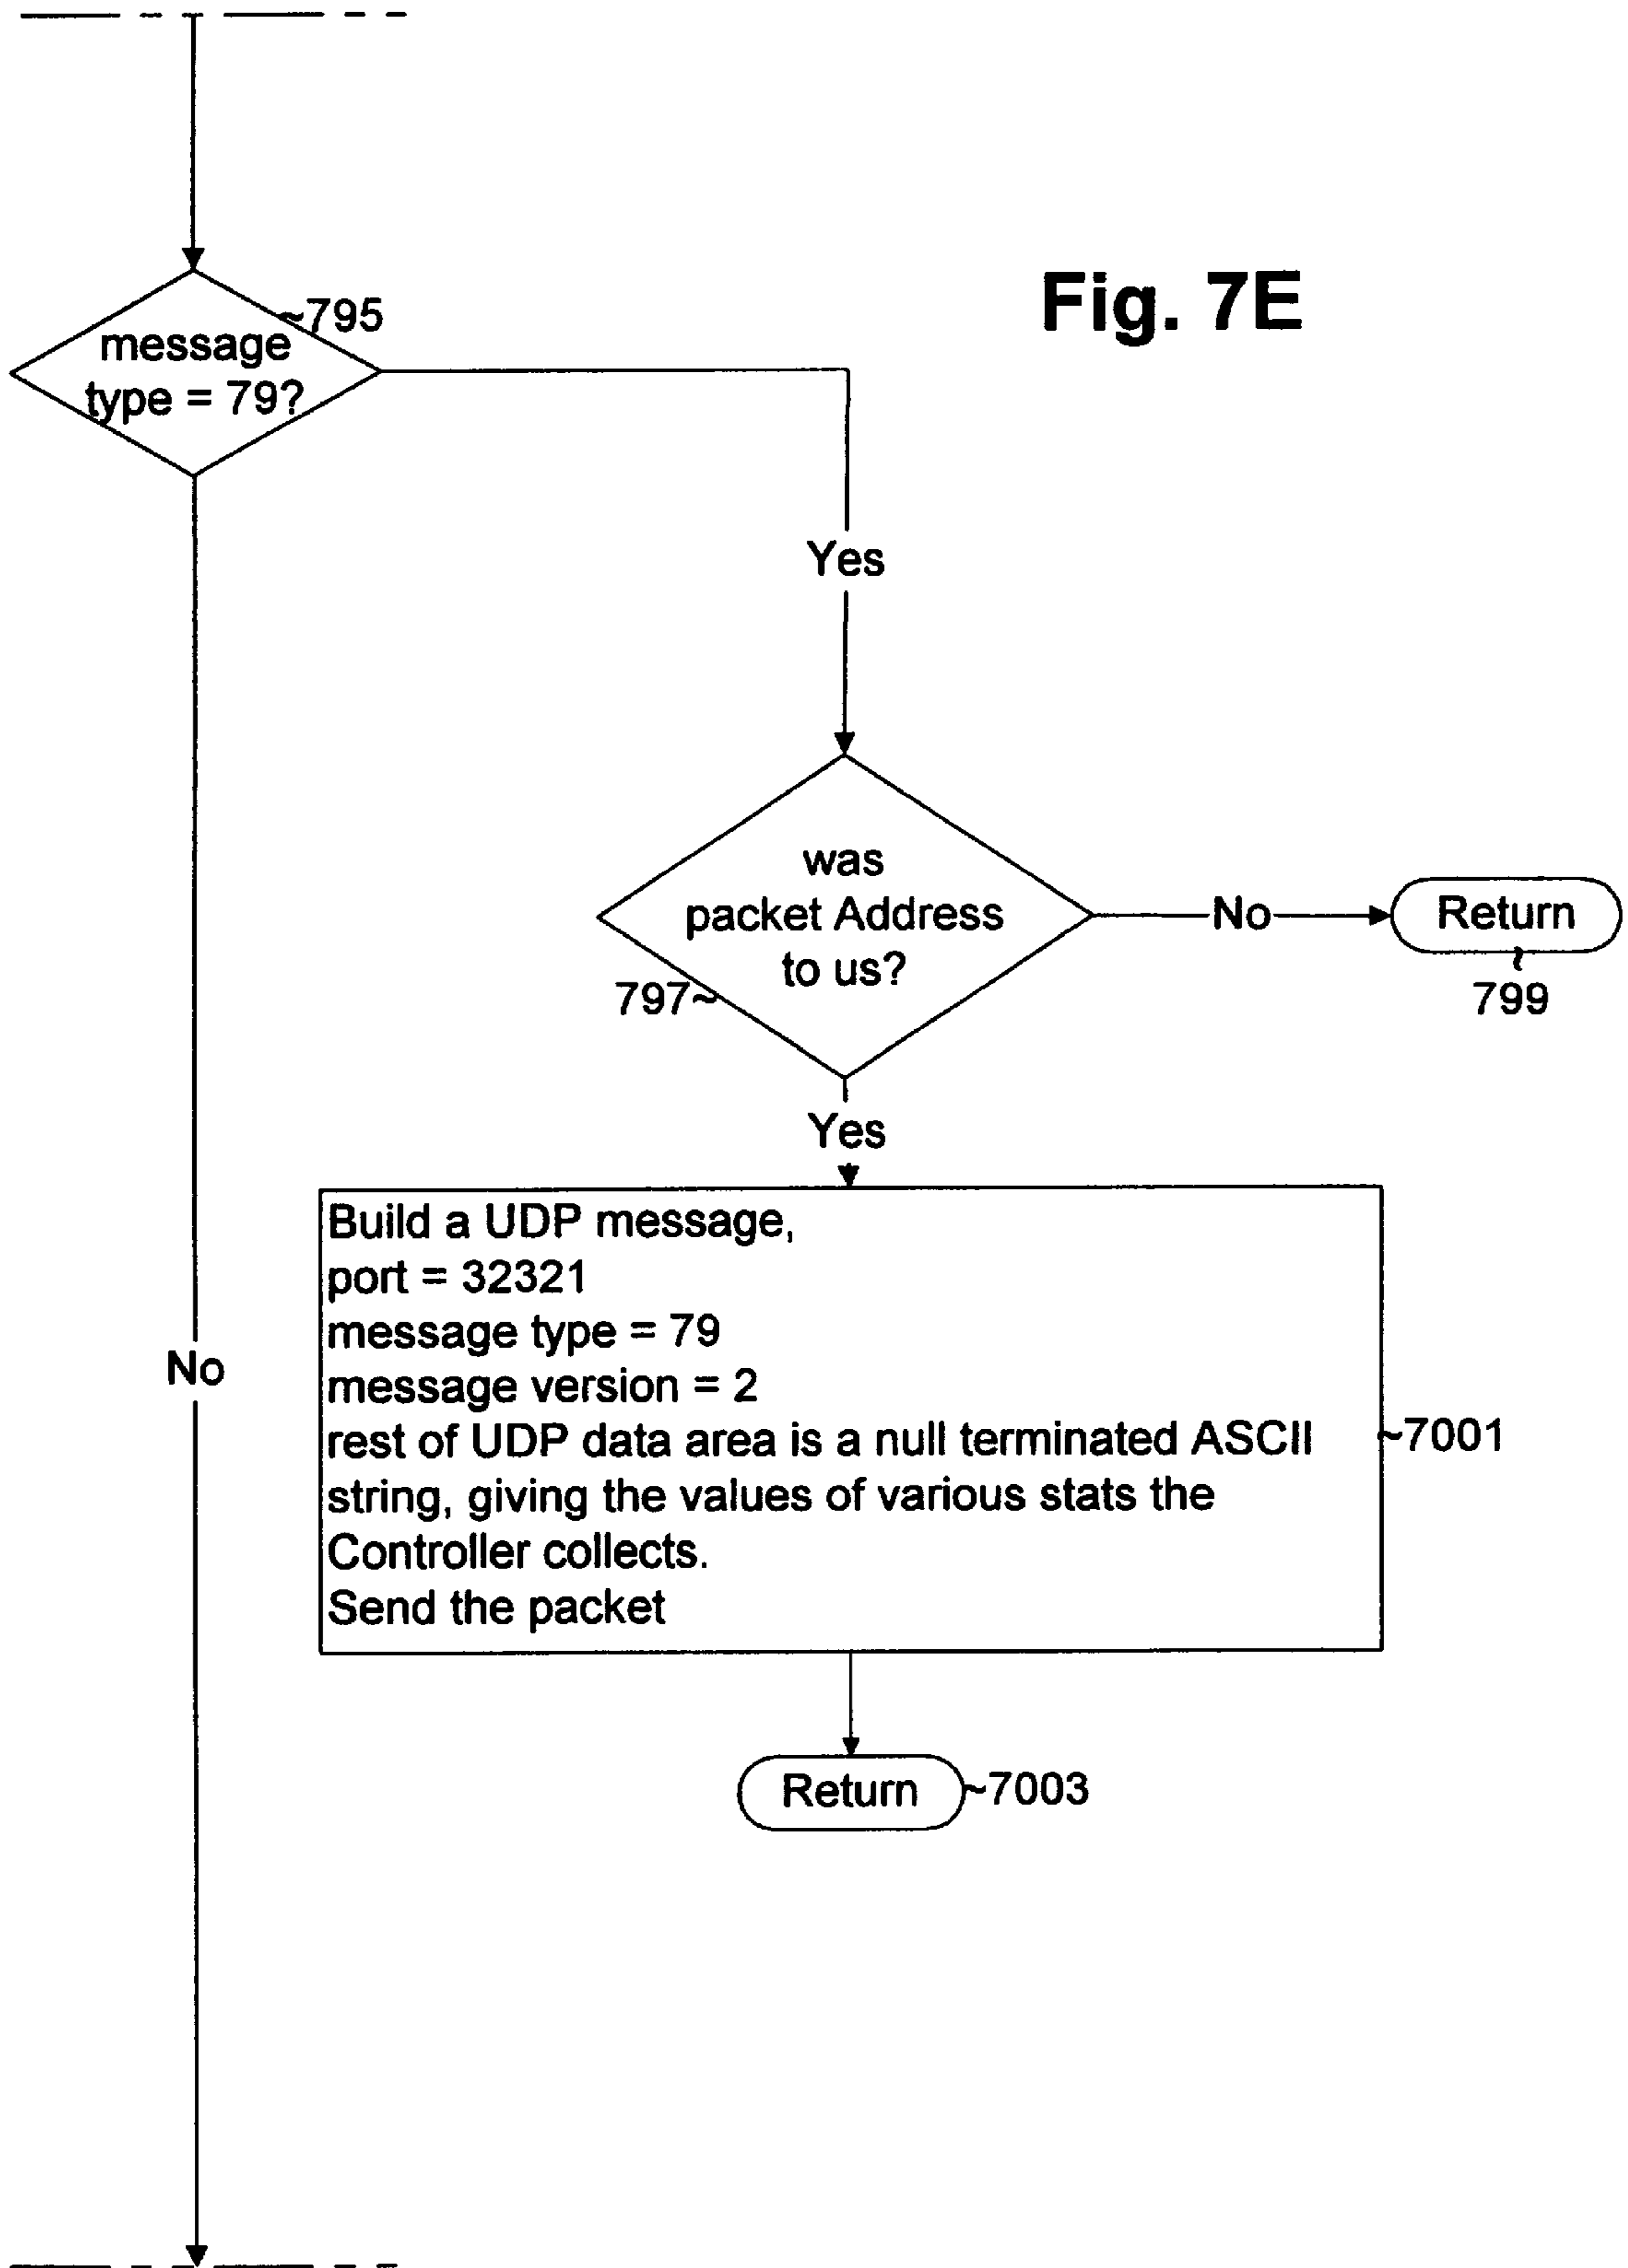 Fig. 7E
~795
message
type = 79?
Yes
was
packet Address
to us?
797~
No
Return
799
Yes
Build a UDP message,
port = 32321
message type = 79
message version = 2
rest of UDP data area is a null terminated ASCII
string, giving the values of various stats the
Controller collects.
Send the packet
~7001
No
Return
~7003